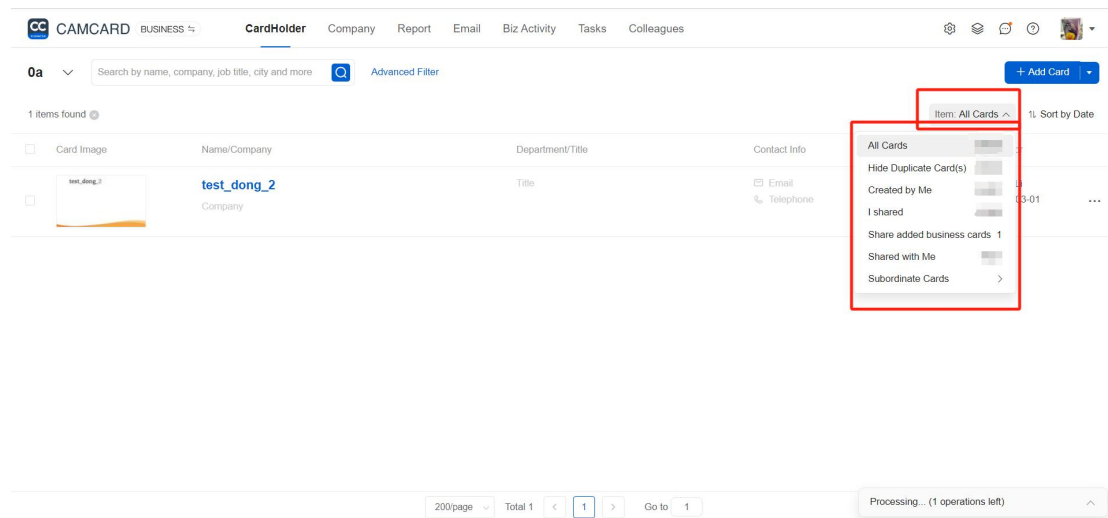 CC CAMCARD BUSINESS CardHolder Company Report Email Biz Activity Tasks Colleagues
0a Search by name, company, job title, city and more Advanced Filter + Add Card
1 items found Item: All Cards Sort by Date
Card Image Name/Company Department/Title Contact Info
All Cards
Hide Duplicate Card(s)
test_dong_2 test_dong_2 Title Email
Created by Me
Company Telephone 03-01 ...
I shared
Share added business cards 1
Shared with Me
Subordinate Cards
200/page Total 1 < 1 > Go to 1
Processing... (1 operations left)